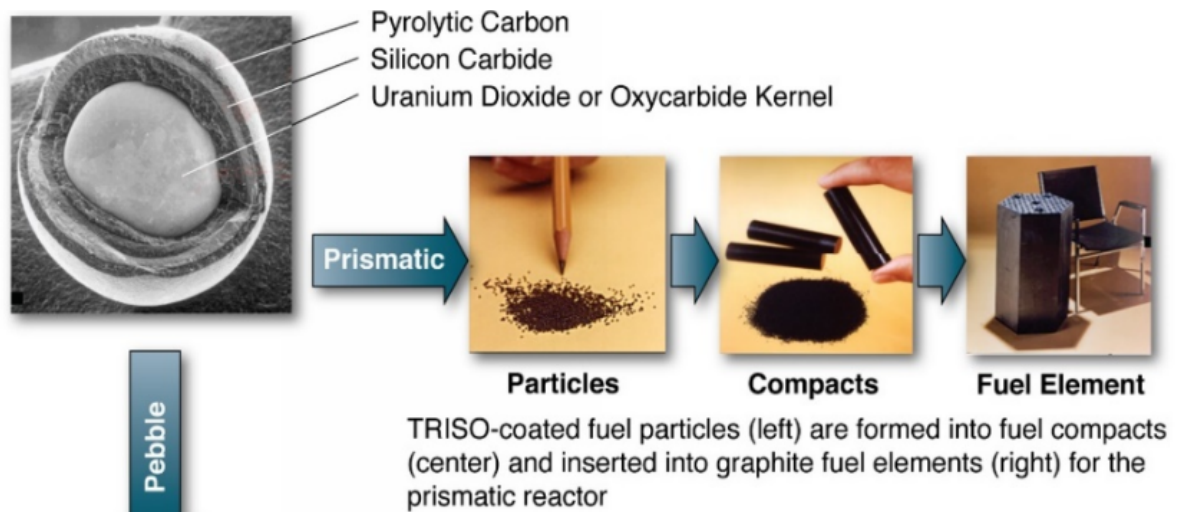 Pyrolytic Carbon
Silicon Carbide
Uranium Dioxide or Oxycarbide Kernel
Prismatic
Particles
Compacts
Fuel Element
TRISO-coated fuel particles (left) are formed into fuel compacts
(center) and inserted into graphite fuel elements (right) for the
prismatic reactor
Pebble